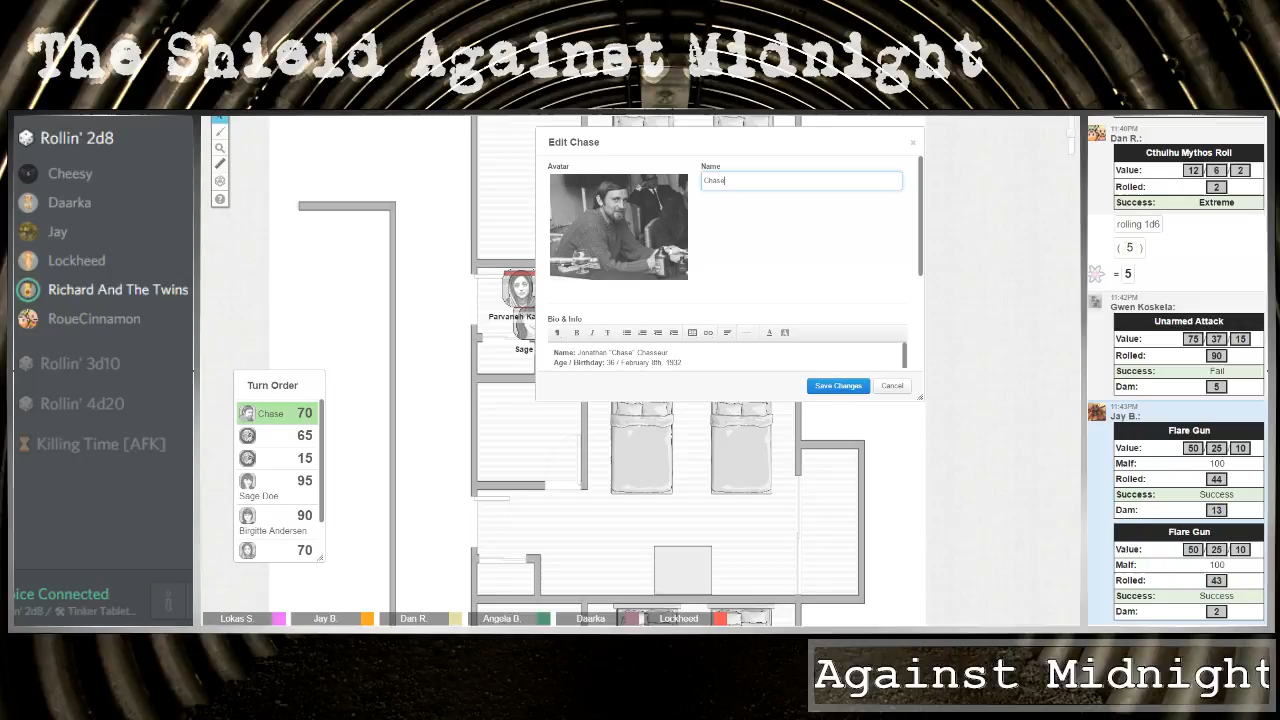 The Shield Against Midnight
Rollin' 2d8
Cheesy
Daarka
Jay
Lockheed
Richard And The Twins
RoueCinnamon
Rollin' 3d10
Rollin' 4d20
Killing Time [AFK]
oice Connected
Turn Order
Chase 70
65
15
95
Sage Doe
90
Birgitte Andersen
70
Parvaneh Ka
Sage
Edit Chase
×
Avatar
Name
Chase
Bio & Info
Name: Jonathan "Chase" Chasseur
Age / Birthday: 36 / February 8th, 1932
Save Changes
Cancel
Lokas S.
Jay B.
Dan R.
Angela B.
Daarka
Lockheed
11:40PM
Dan R.:
Cthulhu Mythos Roll
Value: 12 6 2
Rolled: 2
Success: Extreme
rolling 1d6
( 5 )
= 5
11:42PM
Gwen Koskela:
Unarmed Attack
Value: 75 37 15
Rolled: 90
Success: Fail
Dam: 5
11:43PM
Jay B.:
Flare Gun
Value: 50 25 10
Malf: 100
Rolled: 44
Success: Success
Dam: 13
Flare Gun
Value: 50 25 10
Malf: 100
Rolled: 43
Success: Success
Dam: 2
Against Midnight